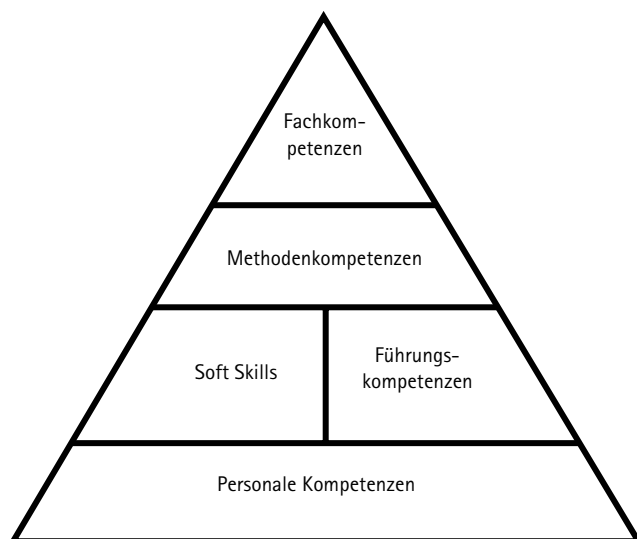 Fachkom-
petenzen
Methodenkompetenzen
Soft Skills
Führungs-
kompetenzen
Personale Kompetenzen